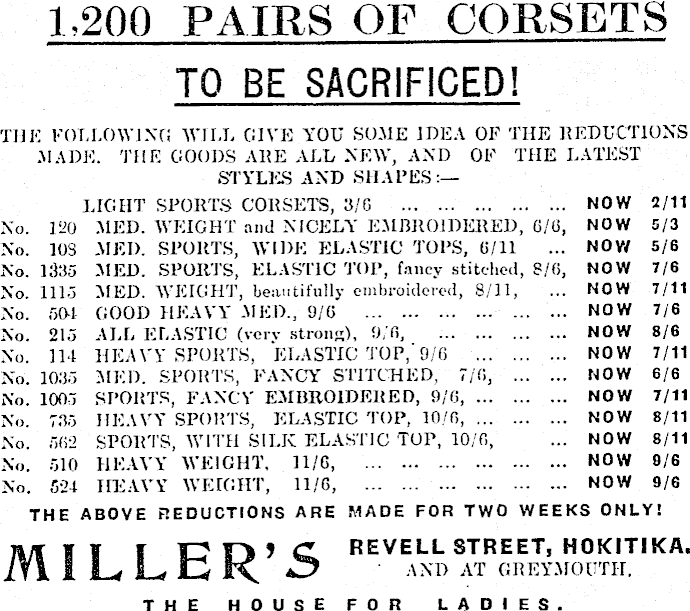 1,200 PAIRS OF CORSETS
TO BE SACRIFICED!
THE FOLLOWING WILL GIVE YOU SOME IDEA OF THE REDUCTIONS
MADE. THE GOODS ARE ALL NEW, AND OF THE LATEST
STYLES AND SHAPES:—
LIGHT SPORTS CORSETS, 3/6 ... ... ... ... ... NOW 2/11
No. 120 MED. WEIGHT and NICELY EMBROIDERED, 6/6, NOW 5/3
No. 108 MED. SPORTS, WIDE ELASTIC TOPS, 6/11 ... NOW 5/6
No. 1335 MED. SPORTS, ELASTIC TOP, fancy stitched, 8/6, NOW 7/6
No. 1115 MED. WEIGHT, beautifully embroidered, 8/11, ... NOW 7/11
No. 504 GOOD HEAVY MED., 9/6 ... ... ... ... ... NOW 7/6
No. 215 ALL ELASTIC (very strong), 9/6, ... ... ... ... NOW 8/6
No. 114 HEAVY SPORTS, ELASTIC TOP, 9/6 ... ... ... NOW 7/11
No. 1035 MED. SPORTS, FANCY STITCHED, 7/6, ... ... NOW 6/6
No. 1005 SPORTS, FANCY EMBROIDERED, 9/6, ... ... ... NOW 7/11
No. 735 HEAVY SPORTS, ELASTIC TOP, 10/6, ... ... ... NOW 8/11
No. 562 SPORTS, WITH SILK ELASTIC TOP, 10/6, ... NOW 8/11
No. 510 HEAVY WEIGHT, 11/6, ... ... ... ... ... NOW 9/6
No. 524 HEAVY WEIGHT, 11/6, ... ... ... ... ... NOW 9/6
THE ABOVE REDUCTIONS ARE MADE FOR TWO WEEKS ONLY!
MILLER'S REVELL STREET, HOKITIKA.
AND AT GREYMOUTH.
THE HOUSE FOR LADIES.